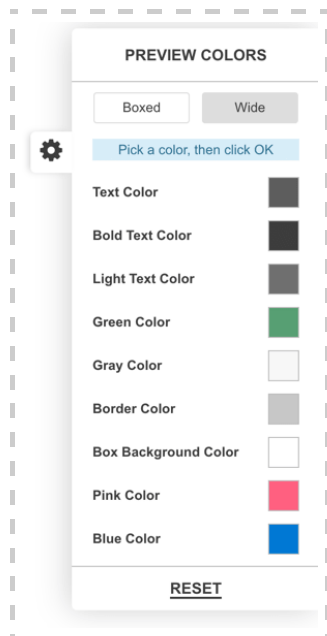 PREVIEW COLORS
Boxed Wide
Pick a color, then click OK
Text Color
Bold Text Color
Light Text Color
Green Color
Gray Color
Border Color
Box Background Color
Pink Color
Blue Color
RESET